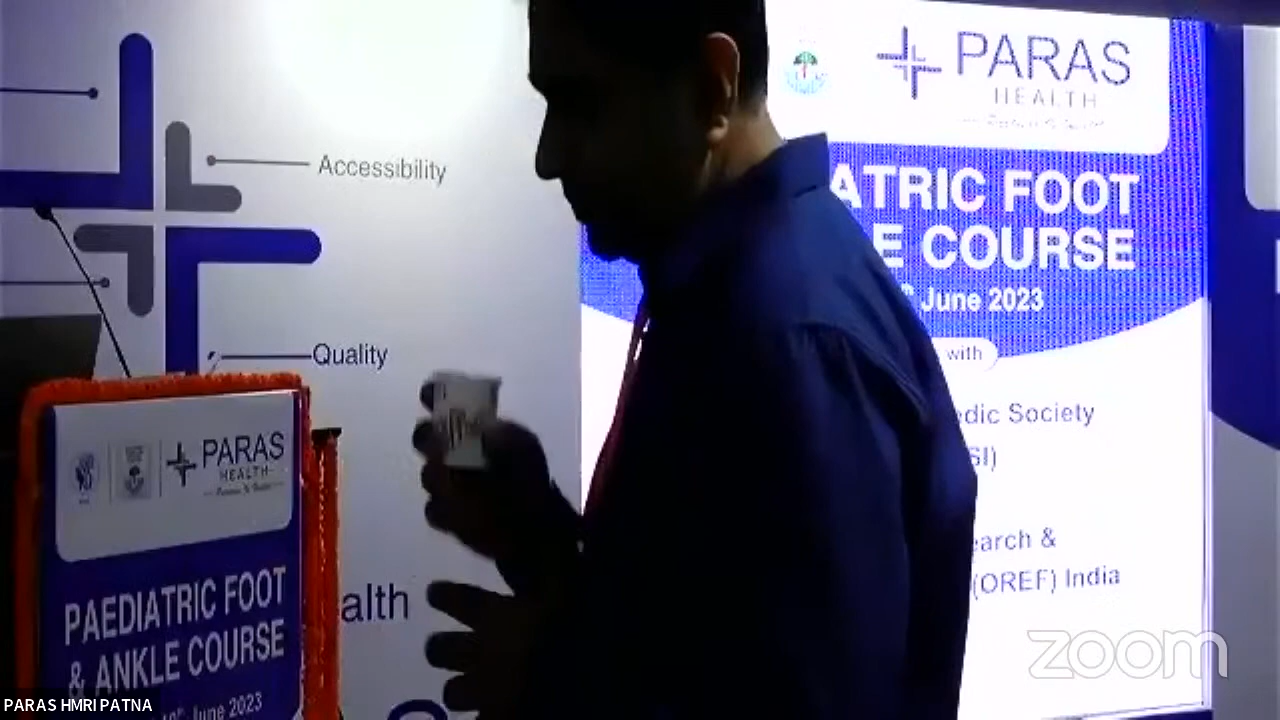 Accessibility
Quality
alth
PARAS
HEALTH
PAEDIATRIC FOOT
& ANKLE COURSE
June 2023
PARAS
HEALTH
ATRIC FOOT
E COURSE
June 2023
with
edic Society
SI)
earch &
(OREF) India
zoom
PARAS HMRI PATNA